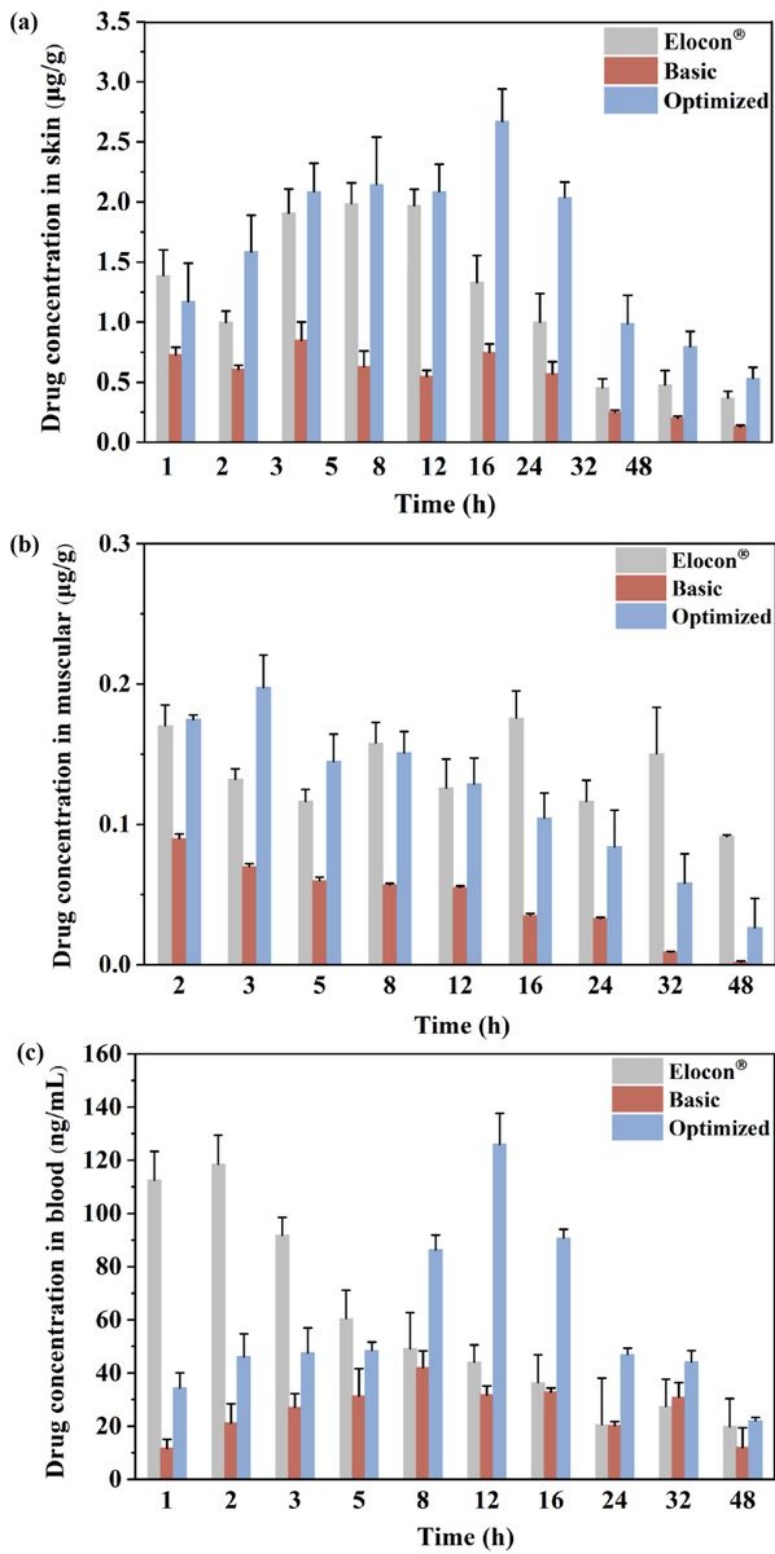 (a)
Drug concentration in skin (µg/g)
3.5
3.0
2.5
2.0
1.5
1.0
0.5
0.0
Elocon®
Basic
Optimized
1 2 3 5 8 12 16 24 32 48
Time (h)
(b)
Drug concentration in muscular (µg/g)
0.3
0.2
0.1
0.0
Elocon®
Basic
Optimized
2 3 5 8 12 16 24 32 48
Time (h)
(c)
Drug concentration in blood (ng/mL)
160
140
120
100
80
60
40
20
0
Elocon®
Basic
Optimized
1 2 3 5 8 12 16 24 32 48
Time (h)